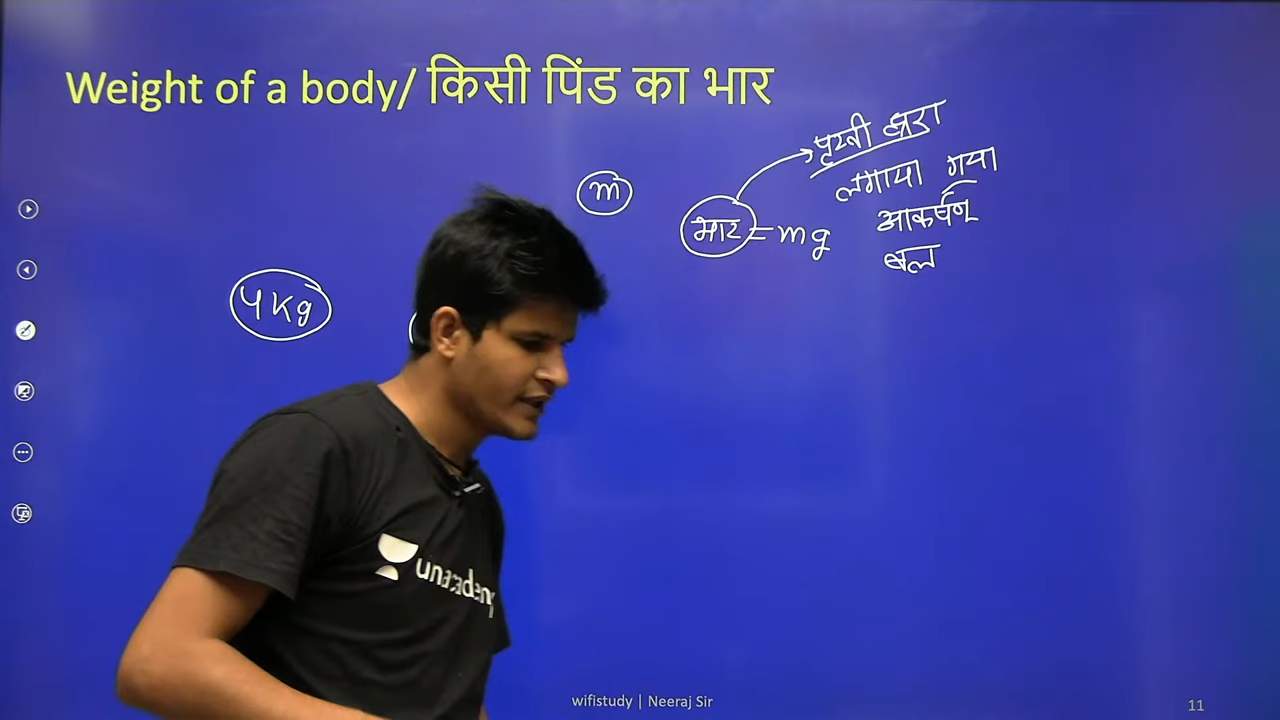 Weight of a body/ किसी पिंड का भार
पृथ्वी द्वारा
लगाया गया
आकर्षण
बल
m
भार = mg
4 Kg
unacademy
wifistudy | Neeraj Sir
11